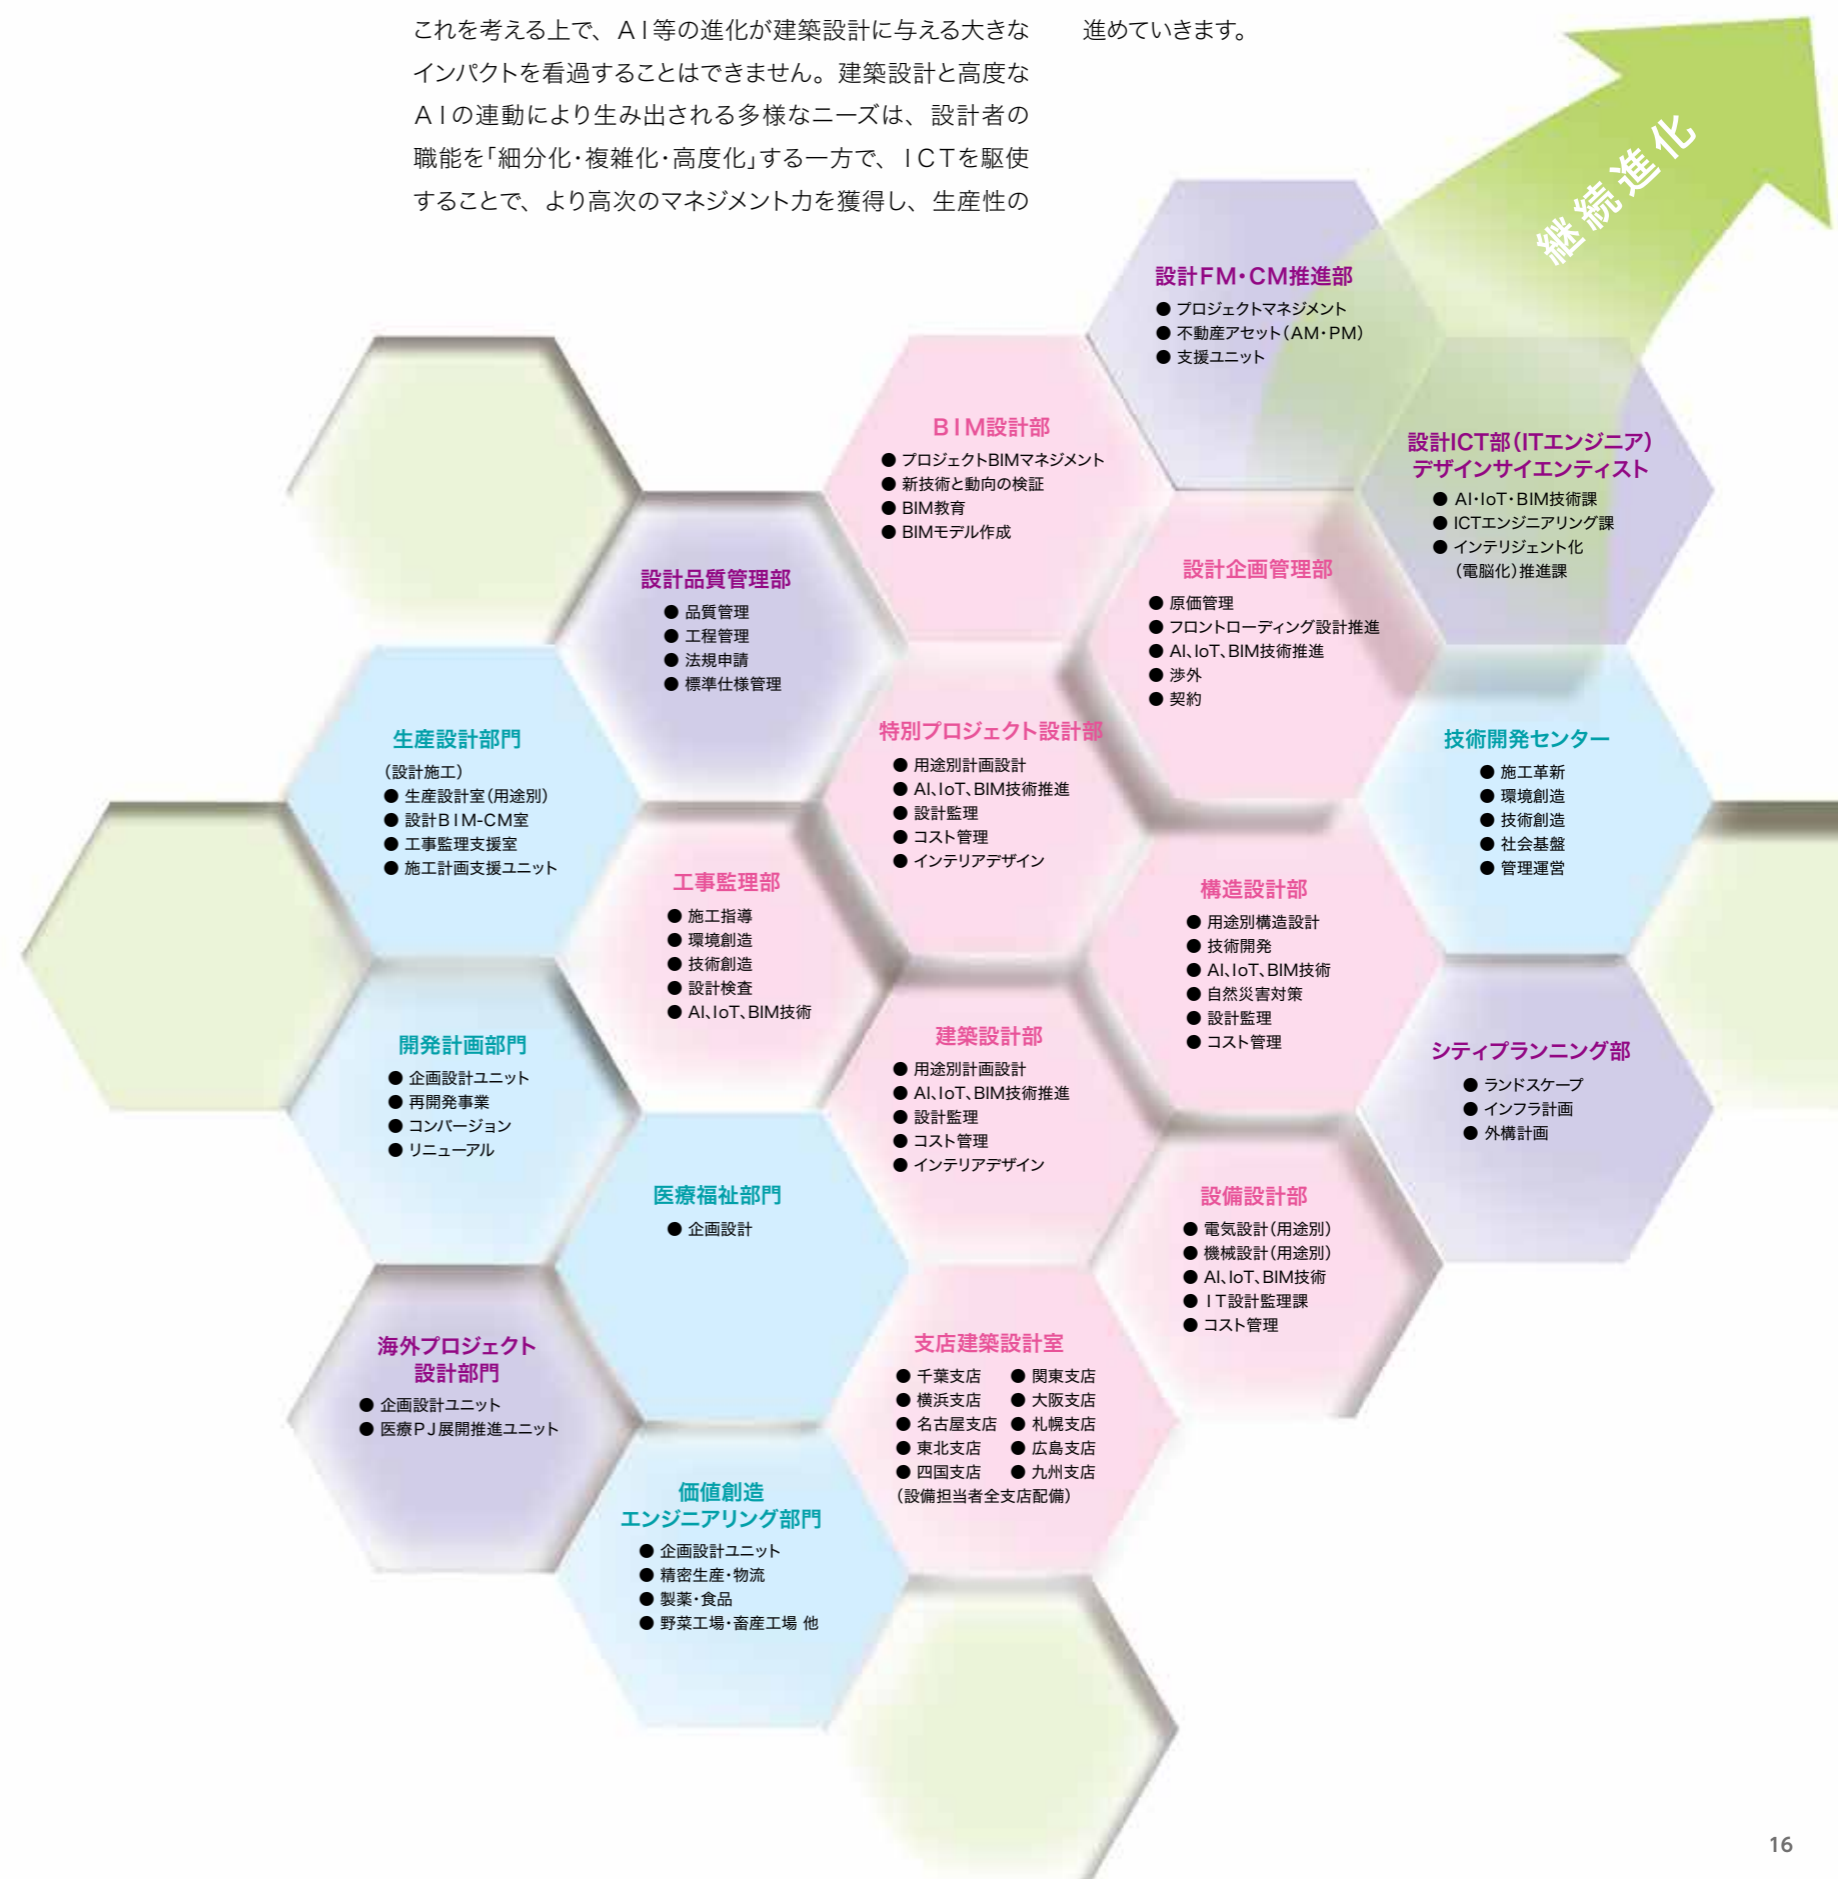 これを考える上で、AI等の進化が建築設計に与える大きな
インパクトを看過することはできません。建築設計と高度な
AIの連動により生み出される多様なニーズは、設計者の
職能を「細分化・複雑化・高度化」する一方で、ICTを駆使
することで、より高次のマネジメント力を獲得し、生産性の
進めていきます。
継続進化
設計FM・CM推進部
● プロジェクトマネジメント
● 不動産アセット（AM・PM）
● 支援ユニット
BIM設計部
● プロジェクトBIMマネジメント
● 新技術と動向の検証
● BIM教育
● BIMモデル作成
設計ICT部（ITエンジニア）
デザインサイエンティスト
● AI・IoT・BIM技術課
● ICTエンジニアリング課
● インテリジェント化
（電脳化）推進課
設計品質管理部
● 品質管理
● 工程管理
● 法規申請
● 標準仕様管理
設計企画管理部
● 原価管理
● フロントローディング設計推進
● AI、IoT、BIM技術推進
● 渉外
● 契約
生産設計部門
（設計施工）
● 生産設計室（用途別）
● 設計BIM-CM室
● 工事監理支援室
● 施工計画支援ユニット
特別プロジェクト設計部
● 用途別計画設計
● AI、IoT、BIM技術推進
● 設計監理
● コスト管理
● インテリアデザイン
技術開発センター
● 施工革新
● 環境創造
● 技術創造
● 社会基盤
● 管理運営
工事監理部
● 施工指導
● 環境創造
● 技術創造
● 設計検査
● AI、IoT、BIM技術
構造設計部
● 用途別構造設計
● 技術開発
● AI、IoT、BIM技術
● 自然災害対策
● 設計監理
● コスト管理
開発計画部門
● 企画設計ユニット
● 再開発事業
● コンバージョン
● リニューアル
建築設計部
● 用途別計画設計
● AI、IoT、BIM技術推進
● 設計監理
● コスト管理
● インテリアデザイン
シティプランニング部
● ランドスケープ
● インフラ計画
● 外構計画
医療福祉部門
● 企画設計
設備設計部
● 電気設計（用途別）
● 機械設計（用途別）
● AI、IoT、BIM技術
● IT設計監理課
● コスト管理
海外プロジェクト
設計部門
● 企画設計ユニット
● 医療PJ展開推進ユニット
支店建築設計室
● 千葉支店 ● 関東支店
● 横浜支店 ● 大阪支店
● 名古屋支店 ● 札幌支店
● 東北支店 ● 広島支店
● 四国支店 ● 九州支店
（設備担当者全支店配備）
価値創造
エンジニアリング部門
● 企画設計ユニット
● 精密生産・物流
● 製薬・食品
● 野菜工場・畜産工場 他
16